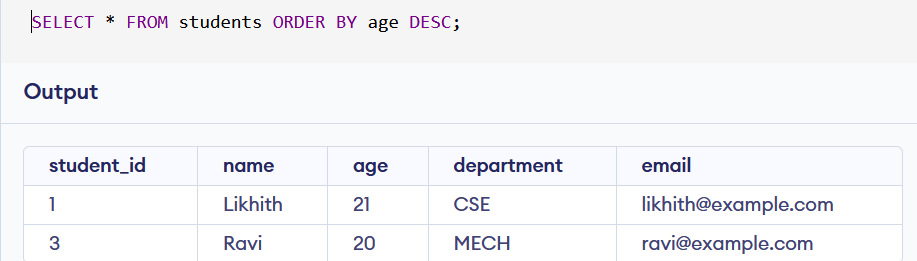 SELECT * FROM students ORDER BY age DESC;
Output
student_id name age department email
1 Likhith 21 CSE likhith@example.com
3 Ravi 20 MECH ravi@example.com